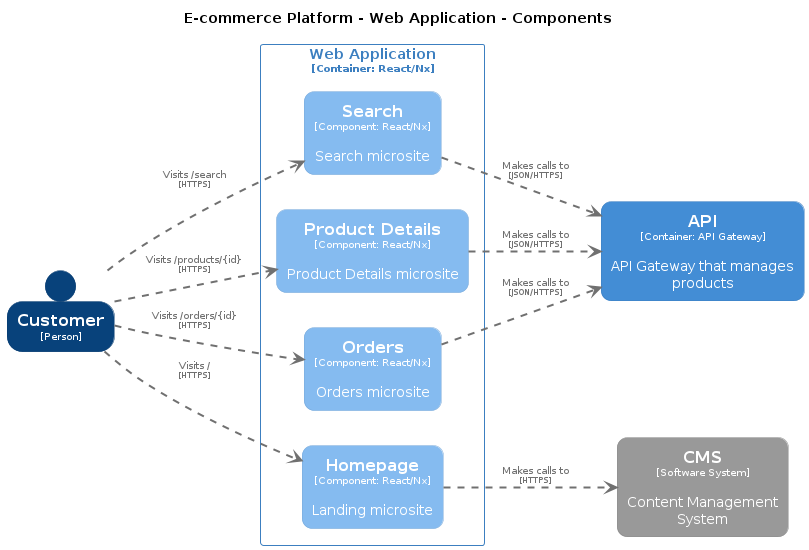 E-commerce Platform - Web Application - Components
Web Application
[Container: React/Nx]
Search
[Component: React/Nx]
Search microsite
Visits /search
[HTTPS]
Makes calls to
[JSON/HTTPS]
Product Details
[Component: React/Nx]
Product Details microsite
Visits /products/{id}
[HTTPS]
Makes calls to
[JSON/HTTPS]
API
[Container: API Gateway]
API Gateway that manages
products
Customer
[Person]
Visits /orders/{id}
[HTTPS]
Makes calls to
[JSON/HTTPS]
Orders
[Component: React/Nx]
Orders microsite
Visits /
[HTTPS]
Homepage
[Component: React/Nx]
Landing microsite
Makes calls to
[HTTPS]
CMS
[Software System]
Content Management
System